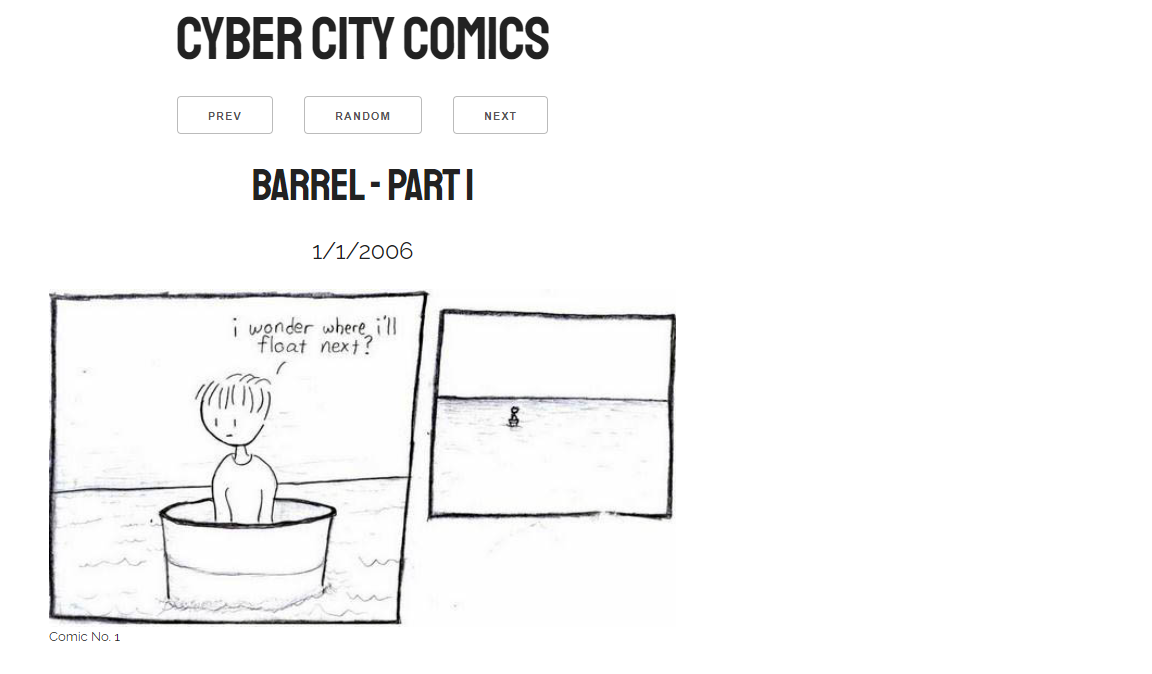 CYBER CITY COMICS
PREV RANDOM NEXT
BARREL - PART 1
1/1/2006
i wonder where i'll
float next?
Comic No. 1